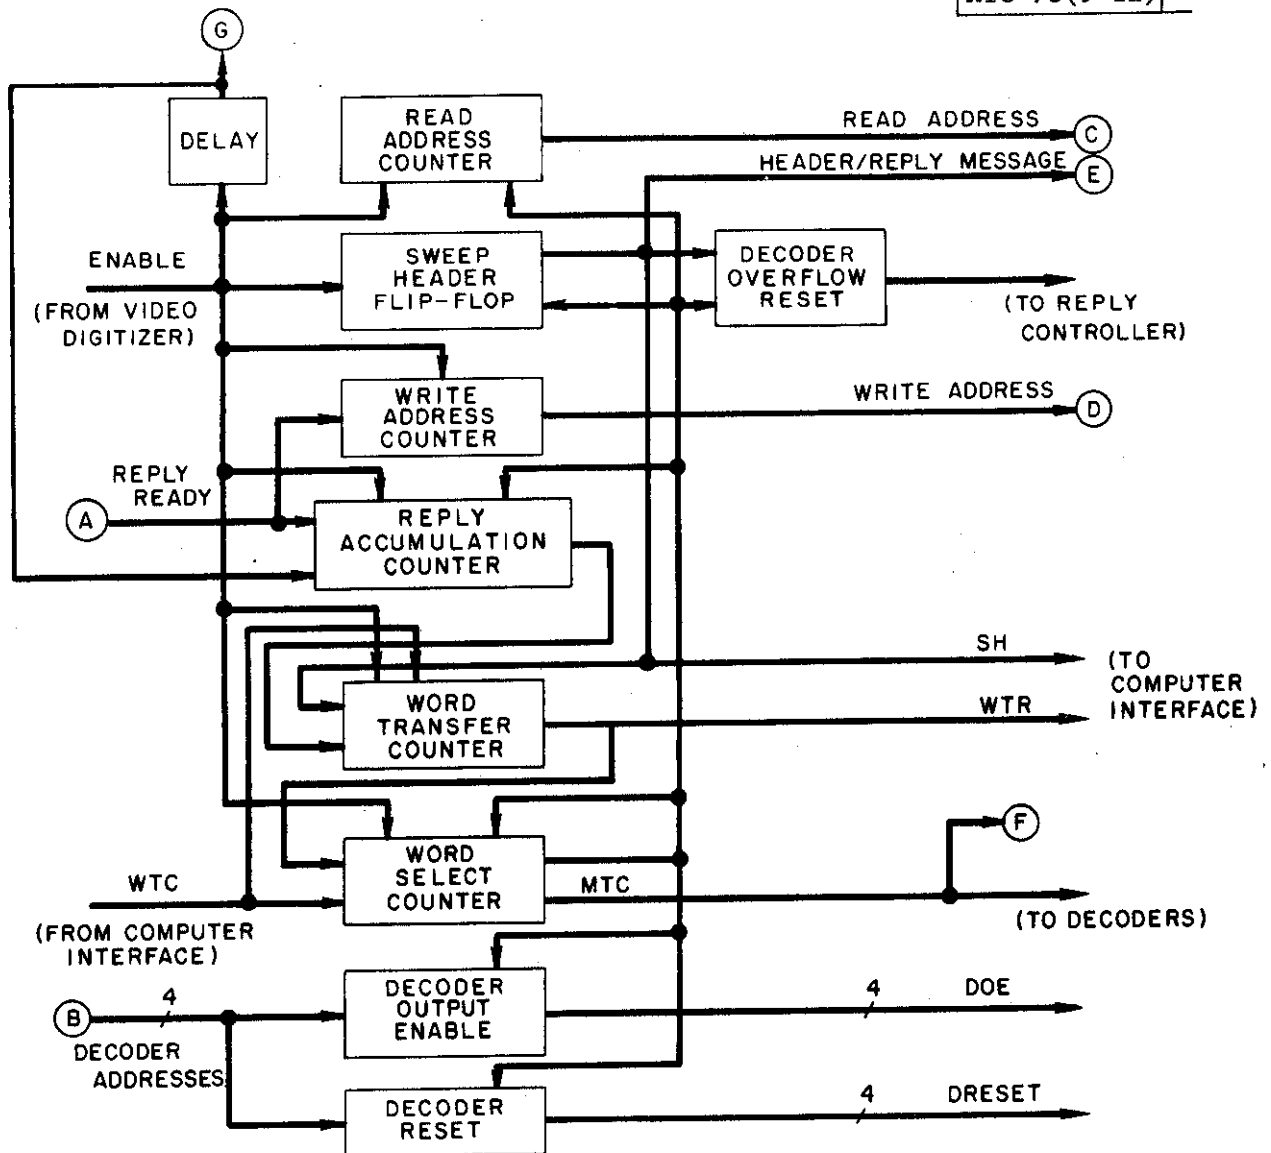 G
DELAY
READ
ADDRESS
COUNTER
READ ADDRESS
C
HEADER/REPLY MESSAGE
E
ENABLE
(FROM VIDEO
DIGITIZER)
SWEEP
HEADER
FLIP-FLOP
DECODER
OVERFLOW
RESET
(TO REPLY
CONTROLLER)
WRITE
ADDRESS
COUNTER
WRITE ADDRESS
D
REPLY
READY
A
REPLY
ACCUMULATION
COUNTER
SH
(TO
COMPUTER
INTERFACE)
WORD
TRANSFER
COUNTER
WTR
F
WTC
(FROM COMPUTER
INTERFACE)
WORD
SELECT
COUNTER
MTC
(TO DECODERS)
B
4
DECODER
ADDRESSES
DECODER
OUTPUT
ENABLE
4 DOE
DECODER
RESET
4 DRESET